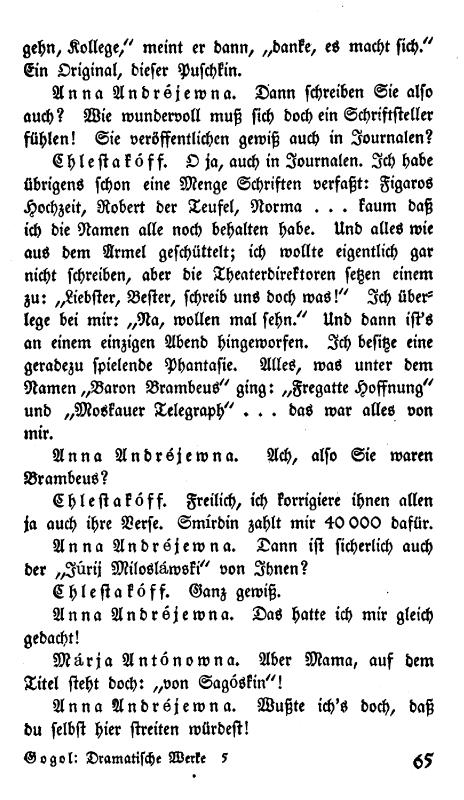 gehn, Kollege,“ meint er dann, „danke, es macht sich.“
Ein Original, dieser Puschkin.
Anna Andréjewna. Dann schreiben Sie also
auch? Wie wundervoll muß sich doch ein Schriftsteller
fühlen! Sie veröffentlichen gewiß auch in Journalen?
Chlestakóff. O ja, auch in Journalen. Ich habe
übrigens schon eine Menge Schriften verfaßt: Figaros
Hochzeit, Robert der Teufel, Norma . . . kaum daß
ich die Namen alle noch behalten habe. Und alles wie
aus dem Ärmel geschüttelt; ich wollte eigentlich gar
nicht schreiben, aber die Theaterdirektoren setzen einem
zu: „Liebster, Bester, schreib uns doch was!“ Ich über-
lege bei mir: „Na, wollen mal sehn.“ Und dann ist's
an einem einzigen Abend hingeworfen. Ich besitze eine
geradezu spielende Phantasie. Alles, was unter dem
Namen „Baron Brambeus“ ging: „Fregatte Hoffnung“
und „Moskauer Telegraph“ . . . das war alles von
mir.
Anna Andréjewna. Ach, also Sie waren
Brambeus?
Chlestakóff. Freilich, ich korrigiere ihnen allen
ja auch ihre Verse. Smírdin zahlt mir 40 000 dafür.
Anna Andréjewna. Dann ist sicherlich auch
der „Júrij Milosláwski“ von Ihnen?
Chlestakóff. Ganz gewiß.
Anna Andréjewna. Das hatte ich mir gleich
gedacht!
Márja Antónowna. Aber Mama, auf dem
Titel steht doch: „von Sagóskin“!
Anna Andréjewna. Wußte ich's doch, daß
du selbst hier streiten würdest!
Gogol: Dramatische Werke 5
65